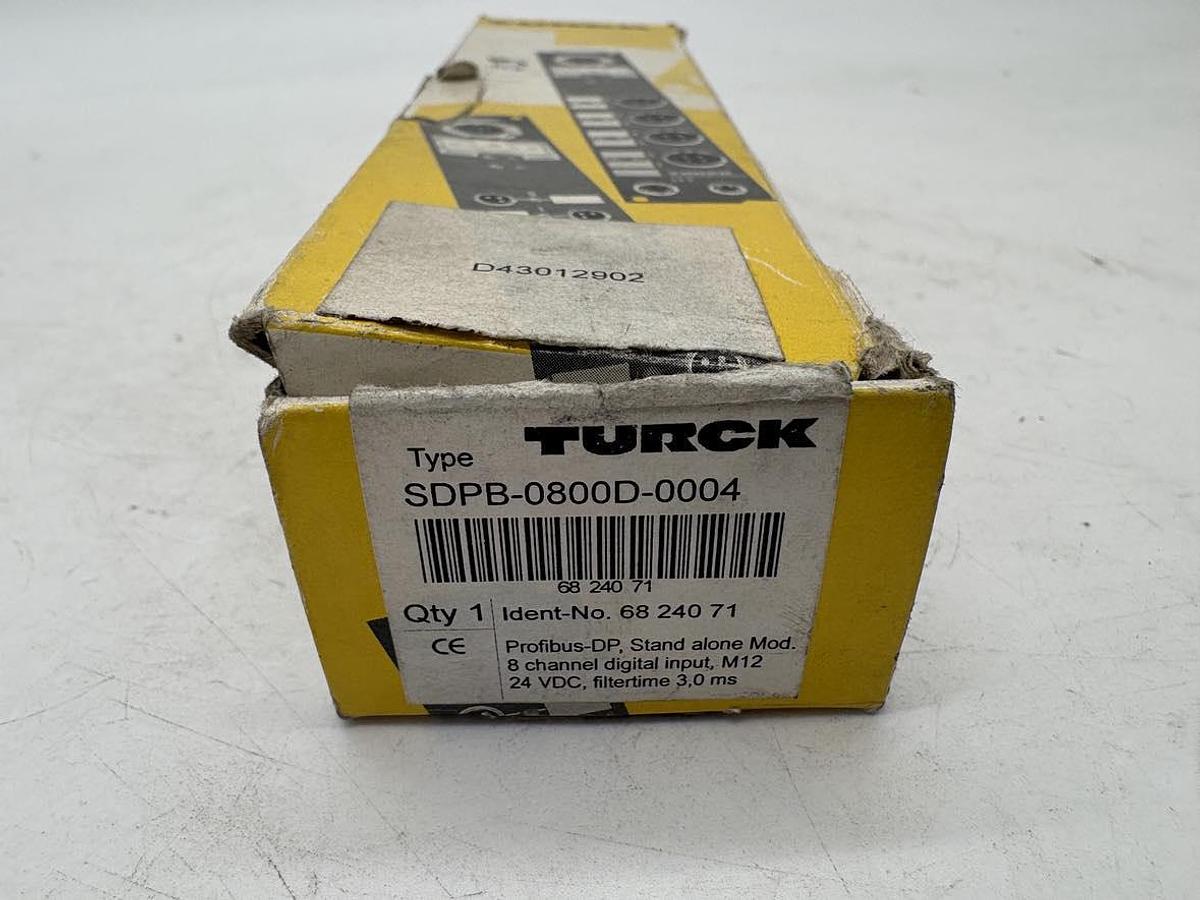 D43012902
TURCK
Type
SDPB-0800D-0004
68 240 71
Qty 1 Ident-No. 68 240 71
CE Profibus-DP, Stand alone Mod.
8 channel digital input, M12
24 VDC, filtertime 3,0 ms